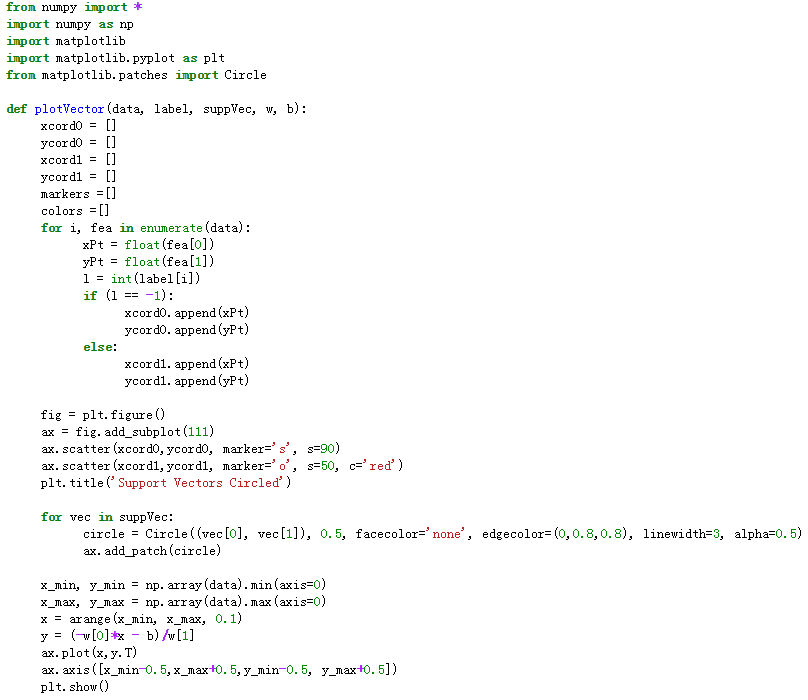 from numpy import *
import numpy as np
import matplotlib
import matplotlib.pyplot as plt
from matplotlib.patches import Circle

def plotVector(data, label, suppVec, w, b):
    xcord0 = []
    ycord0 = []
    xcord1 = []
    ycord1 = []
    markers =[]
    colors =[]
    for i, fea in enumerate(data):
        xPt = float(fea[0])
        yPt = float(fea[1])
        l = int(label[i])
        if (l == -1):
            xcord0.append(xPt)
            ycord0.append(yPt)
        else:
            xcord1.append(xPt)
            ycord1.append(yPt)

    fig = plt.figure()
    ax = fig.add_subplot(111)
    ax.scatter(xcord0,ycord0, marker='s', s=90)
    ax.scatter(xcord1,ycord1, marker='o', s=50, c='red')
    plt.title('Support Vectors Circled')

    for vec in suppVec:
        circle = Circle((vec[0], vec[1]), 0.5, facecolor='none', edgecolor=(0,0.8,0.8), linewidth=3, alpha=0.5)
        ax.add_patch(circle)

    x_min, y_min = np.array(data).min(axis=0)
    x_max, y_max = np.array(data).max(axis=0)
    x = arange(x_min, x_max, 0.1)
    y = (-w[0]*x - b)/w[1]
    ax.plot(x,y.T)
    ax.axis([x_min-0.5,x_max+0.5,y_min-0.5, y_max+0.5])
    plt.show()